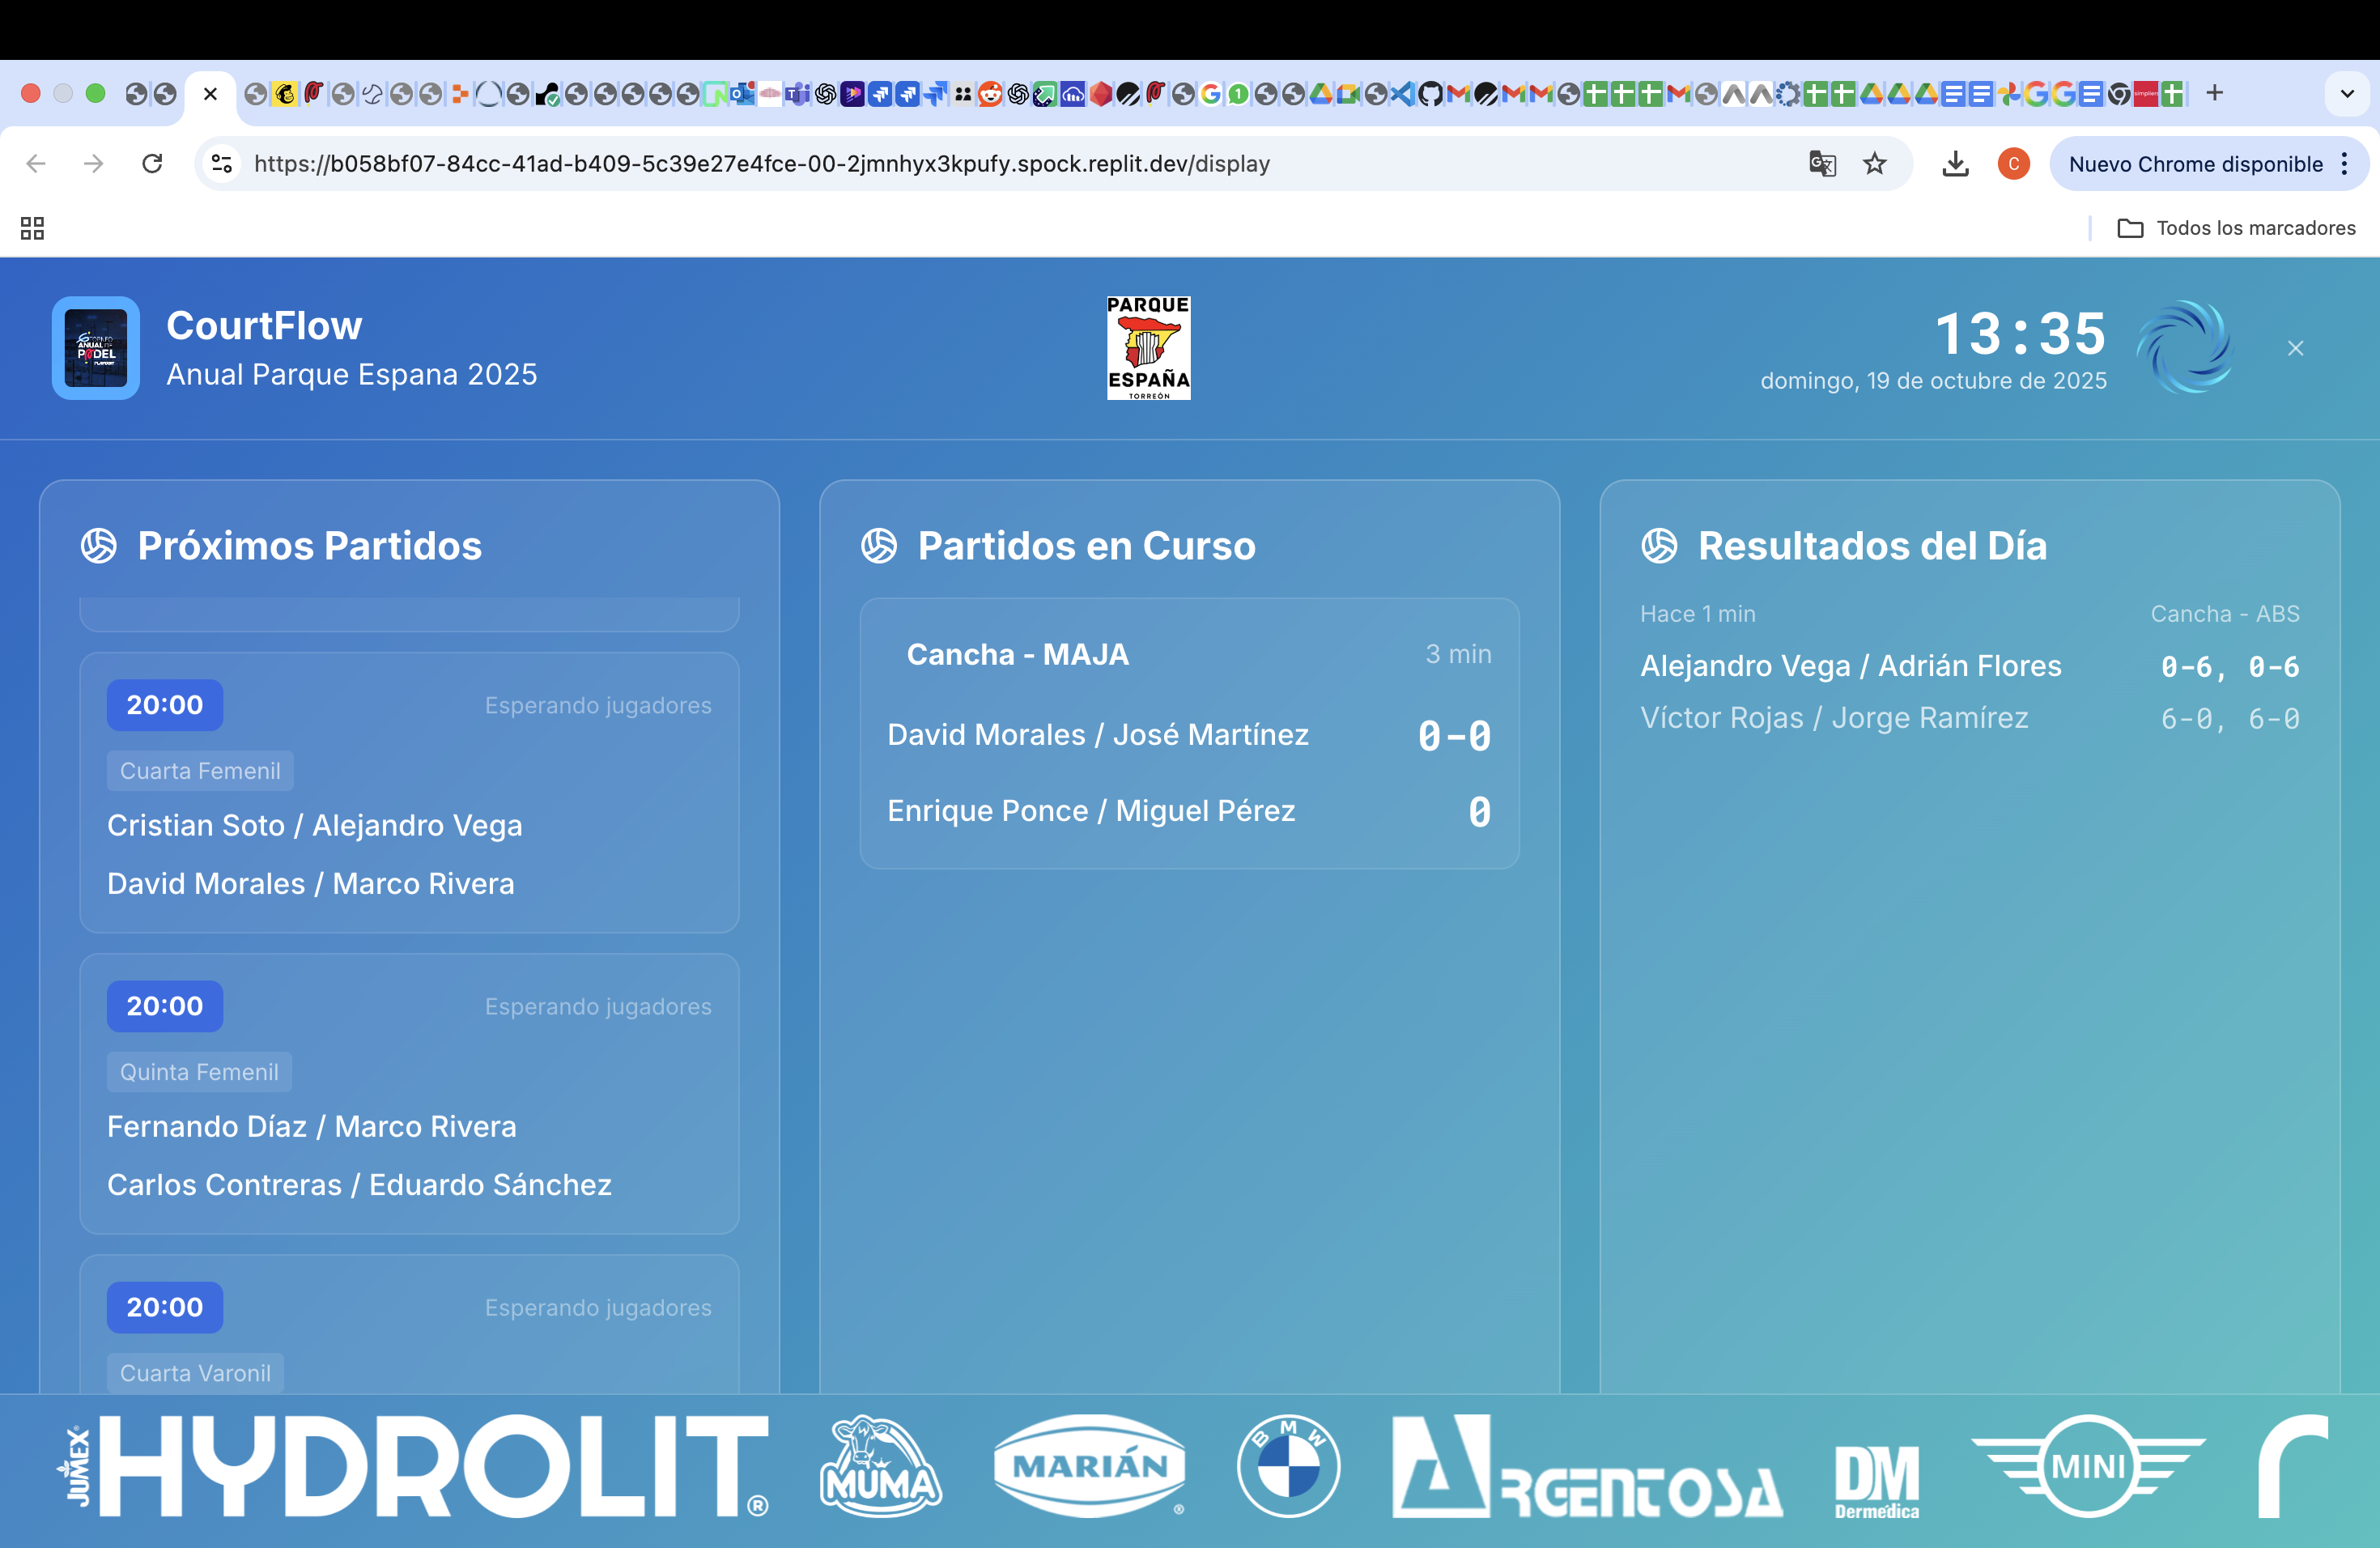 https://b058bf07-84cc-41ad-b409-5c39e27e4fce-00-2jmnhyx3kpufy.spock.replit.dev/display
C
Nuevo Chrome disponible
Todos los marcadores
CourtFlow
Anual Parque Espana 2025
TORNEO
ANUAL DE
PADEL
PARQUE
ESPAÑA
TORREÓN
13:35
domingo, 19 de octubre de 2025
Próximos Partidos
20:00
Esperando jugadores
Cuarta Femenil
Cristian Soto / Alejandro Vega
David Morales / Marco Rivera
20:00
Esperando jugadores
Quinta Femenil
Fernando Díaz / Marco Rivera
Carlos Contreras / Eduardo Sánchez
20:00
Esperando jugadores
Cuarta Varonil
Partidos en Curso
Cancha - MAJA
3 min
David Morales / José Martínez
0-0
Enrique Ponce / Miguel Pérez
0
Resultados del Día
Hace 1 min
Cancha - ABS
Alejandro Vega / Adrián Flores
0-6, 0-6
Víctor Rojas / Jorge Ramírez
6-0, 6-0
JUMEX
HYDROLIT®
MUMA
MARIÁN®
BMW
ARGENTOSA
DM
Dermédica
MINI
r